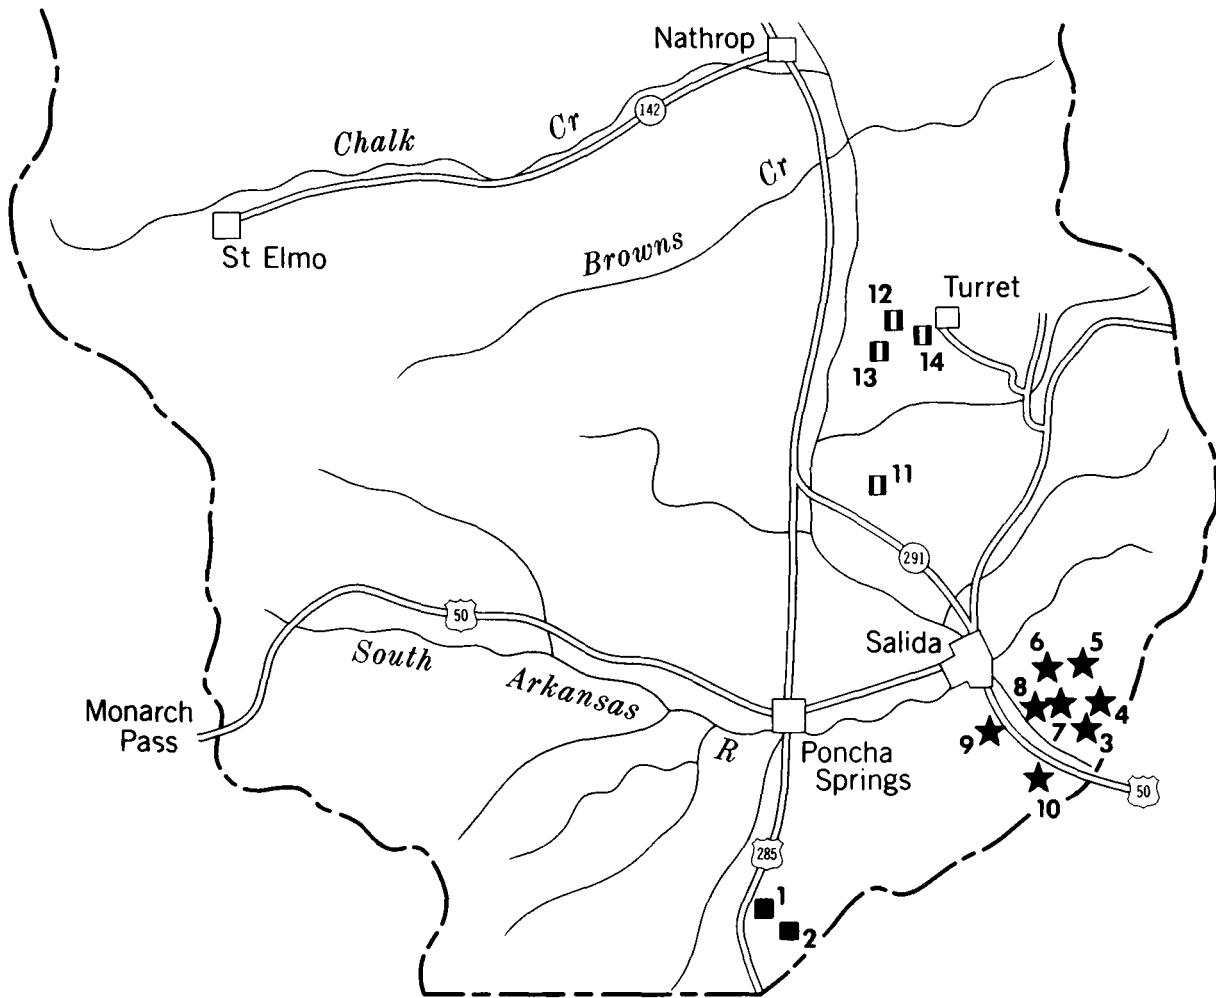 Nathrop
142
Chalk
Cr
Cr
St Elmo
Browns
12
Turret
13
14
11
291
50
South
Arkansas
R
Salida
6
5
8
4
7
3
9
Monarch
Pass
Poncha
Springs
10
50
285
1
2